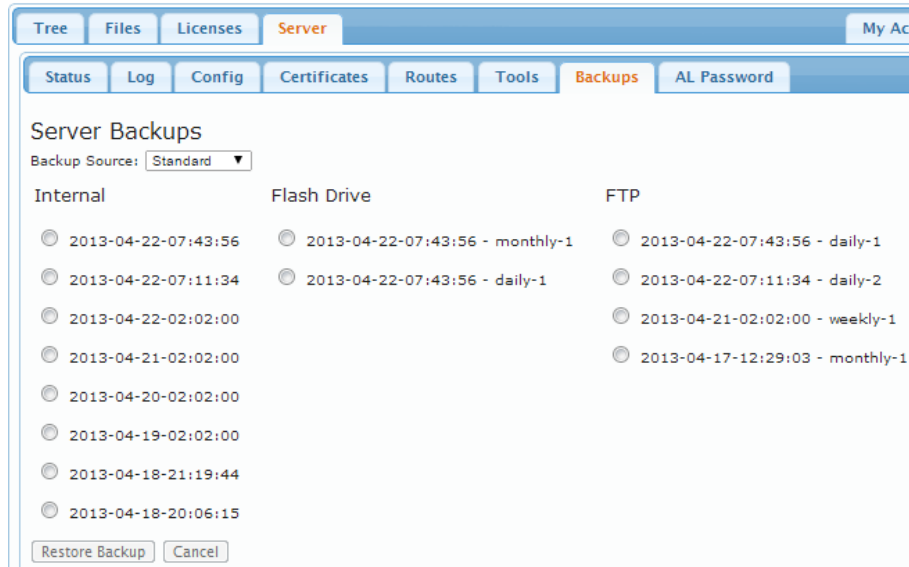 Tree Files Licenses Server My Ac
Status Log Config Certificates Routes Tools Backups AL Password
Server Backups
Backup Source: Standard
Internal Flash Drive FTP
2013-04-22-07:43:56 2013-04-22-07:43:56 - monthly-1 2013-04-22-07:43:56 - daily-1
2013-04-22-07:11:34 2013-04-22-07:43:56 - daily-1 2013-04-22-07:11:34 - daily-2
2013-04-22-02:02:00 2013-04-21-02:02:00 - weekly-1
2013-04-21-02:02:00 2013-04-17-12:29:03 - monthly-1
2013-04-20-02:02:00
2013-04-19-02:02:00
2013-04-18-21:19:44
2013-04-18-20:06:15
Restore Backup Cancel